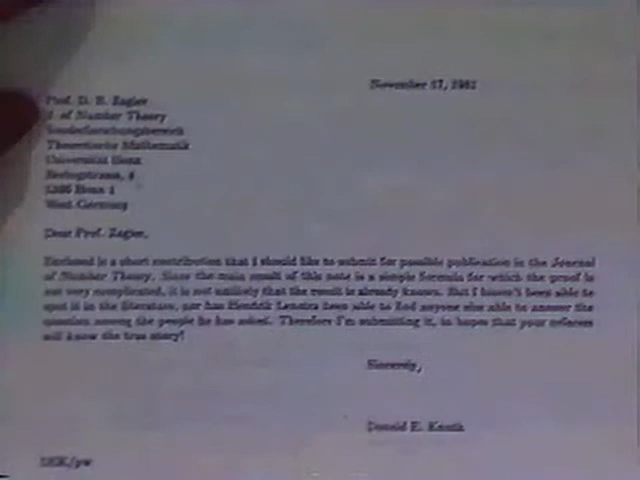 November 17, 1981
Prof. D. B. Zagier
J. of Number Theory
Sonderforschungsbereich
Theoretische Mathematik
Universität Bonn
4
Bonn 1
West Germany
Dear Prof. Zagier,
Enclosed is a short contribution that I should like to submit for possible publication in the Journal
of Number Theory. Since the main result of this note is a simple formula for which the proof is
not very complicated, it is not unlikely that the result is already known. But I haven't been able to
spot it in the literature, nor has Hendrik Lenstra been able to find anyone else able to answer the
question among the people he has asked. Therefore I'm submitting it, in hopes that your referees
will know the true story!
Sincerely,
Donald E. Knuth
DEK/pw